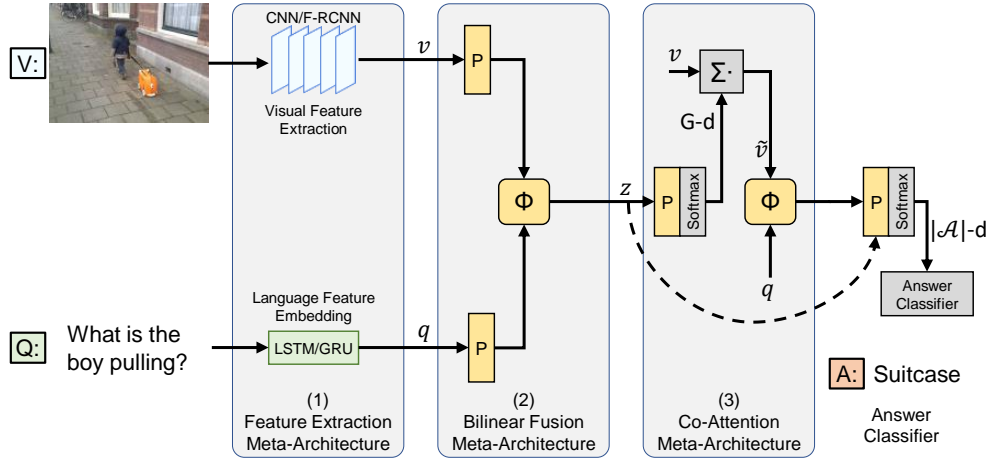 V:
CNN/F-RCNN
Visual Feature
Extraction
v
P
Φ
Language Feature
Embedding
Q:
What is the
boy pulling?
LSTM/GRU
q
P
(1)
Feature Extraction
Meta-Architecture
(2)
Bilinear Fusion
Meta-Architecture
z
P
Softmax
G-d
v
Σ·
ṽ
Φ
q
(3)
Co-Attention
Meta-Architecture
P
Softmax
|𝒜|-d
Answer
Classifier
A:
Suitcase
Answer
Classifier